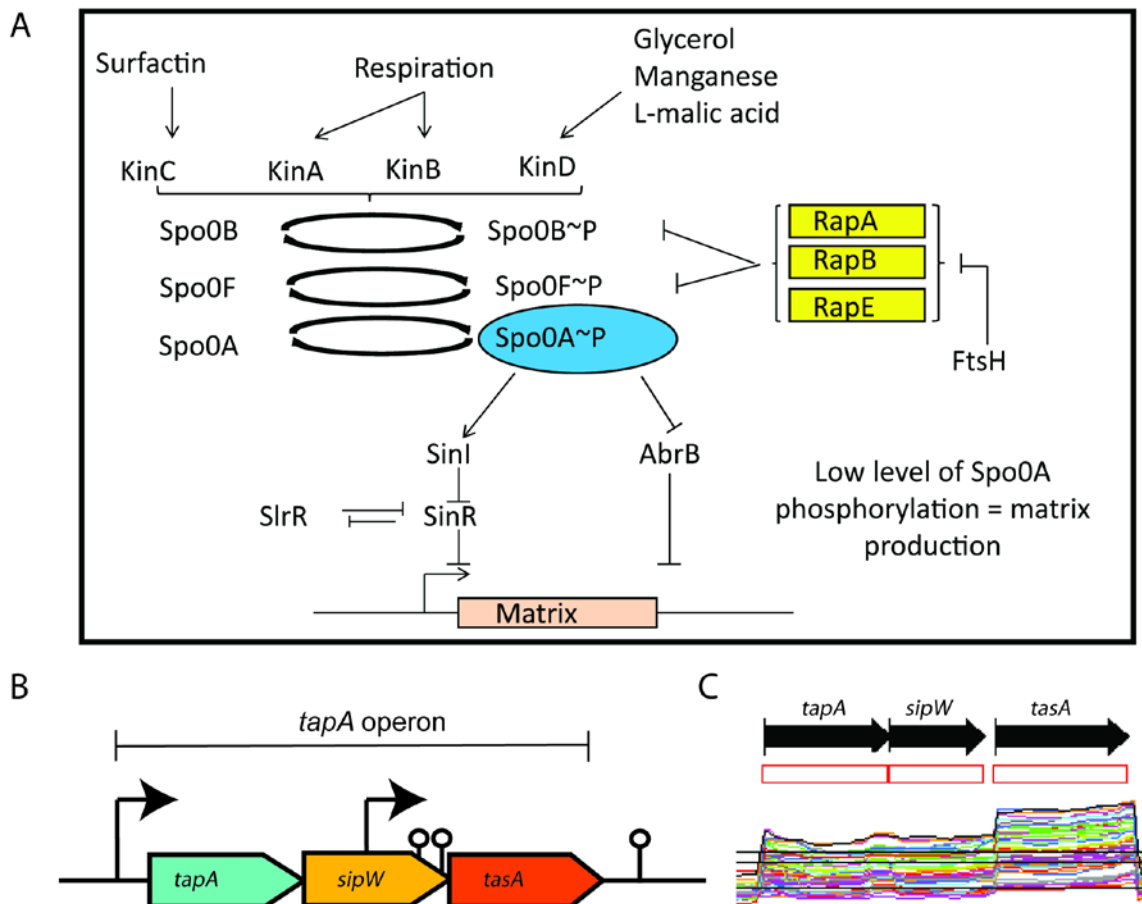 A
Surfactin
Respiration
Glycerol
Manganese
L-malic acid
KinC
KinA
KinB
KinD
Spo0B
Spo0B~P
Spo0F
Spo0F~P
Spo0A
Spo0A~P
RapA
RapB
RapE
FtsH
SinI
AbrB
SlrR
SinR
Low level of Spo0A
phosphorylation = matrix
production
Matrix
B
tapA operon
tapA
sipW
tasA
C
tapA
sipW
tasA